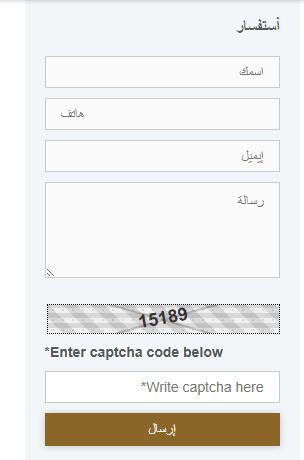 أستفسار
اسمك
هاتف
إيميل
رسالة
15189
*Enter captcha code below
*Write captcha here
إرسال